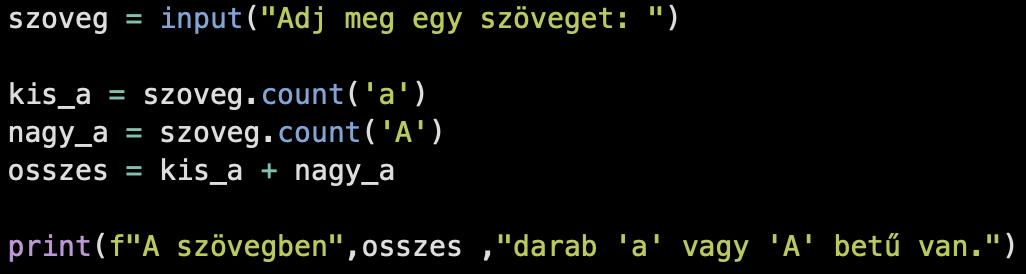 szoveg = input("Adj meg egy szöveget: ")
kis_a = szoveg.count('a')
nagy_a = szoveg.count('A')
osszes = kis_a + nagy_a
print(f"A szövegben",osszes ,"darab 'a' vagy 'A' betű van.")